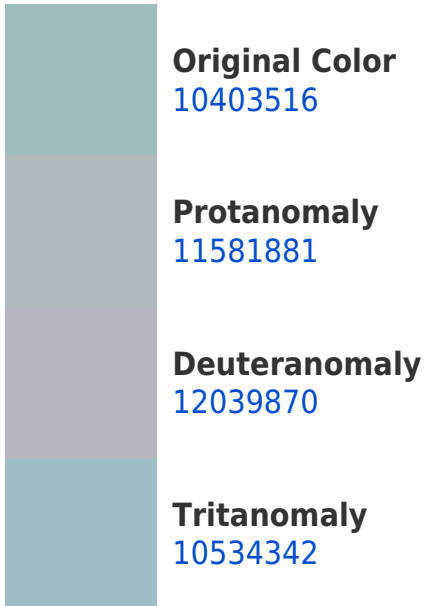 Original Color
10403516
Protanomaly
11581881
Deuteranomaly
12039870
Tritanomaly
10534342